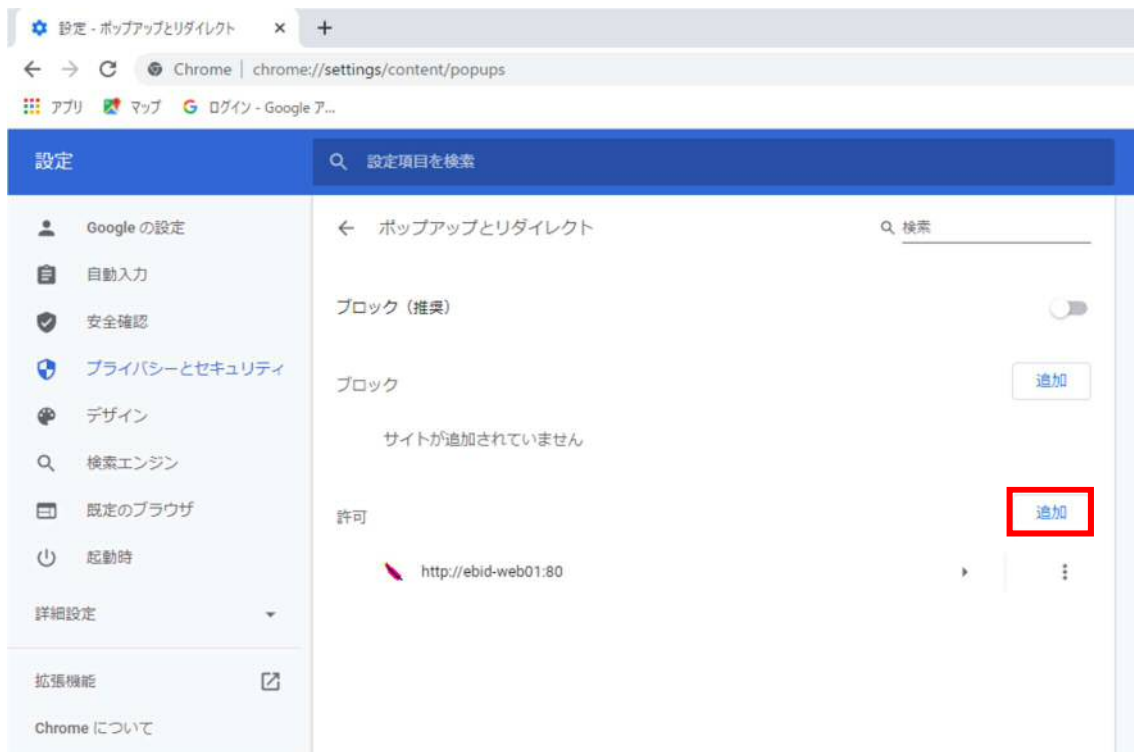 設定 - ポップアップとリダイレクト
Chrome | chrome://settings/content/popups
アプリ マップ ログイン - Google ア...
設定
設定項目を検索
Google の設定
自動入力
安全確認
プライバシーとセキュリティ
デザイン
検索エンジン
既定のブラウザ
起動時
詳細設定
拡張機能
Chrome について
ポップアップとリダイレクト
検索
ブロック（推奨）
ブロック
追加
サイトが追加されていません
許可
追加
http://ebid-web01:80